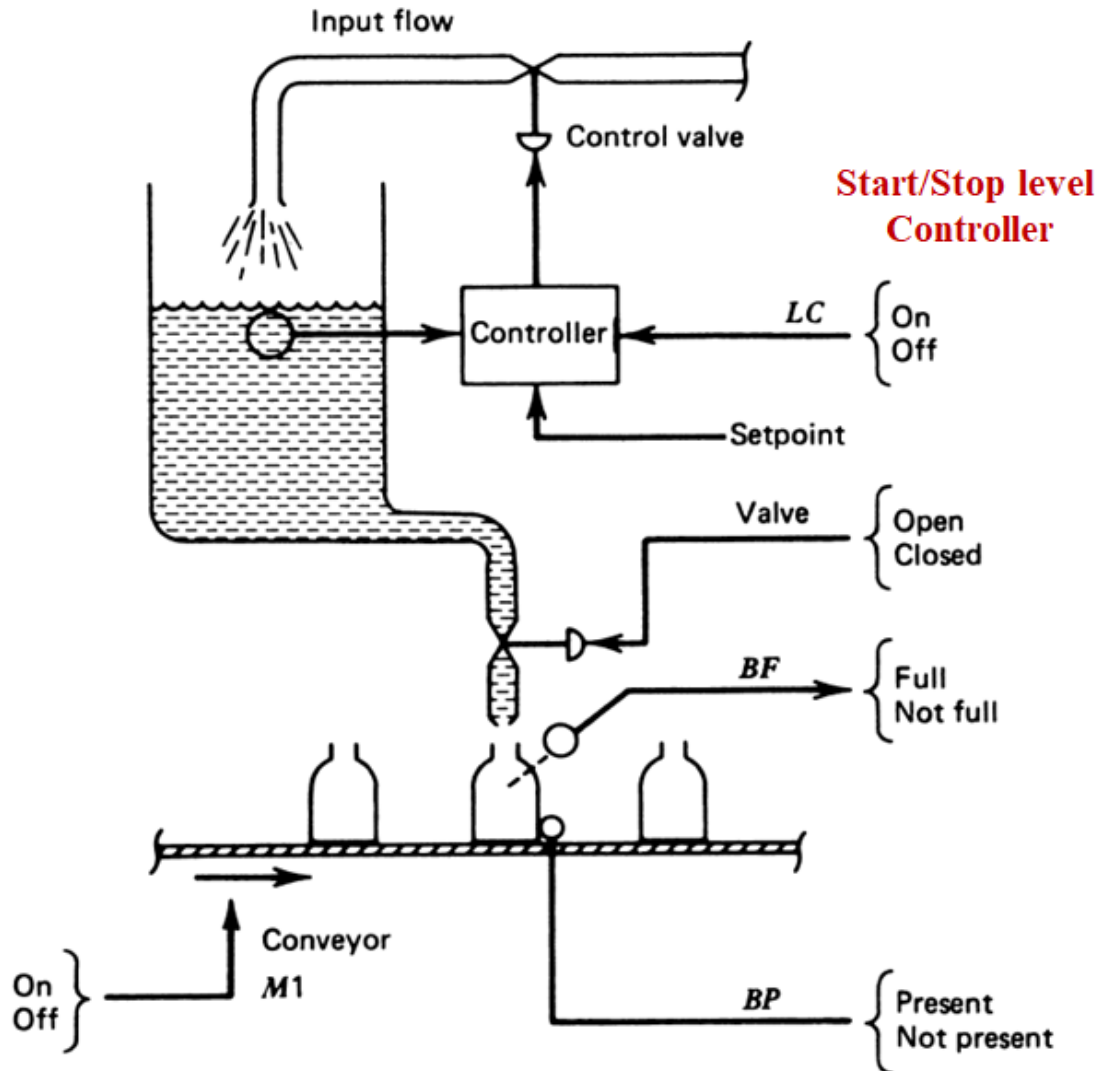 Input flow
Control valve
Start/Stop level
Controller
Controller
LC
On
Off
Setpoint
Valve
Open
Closed
BF
Full
Not full
Conveyor
M1
On
Off
BP
Present
Not present